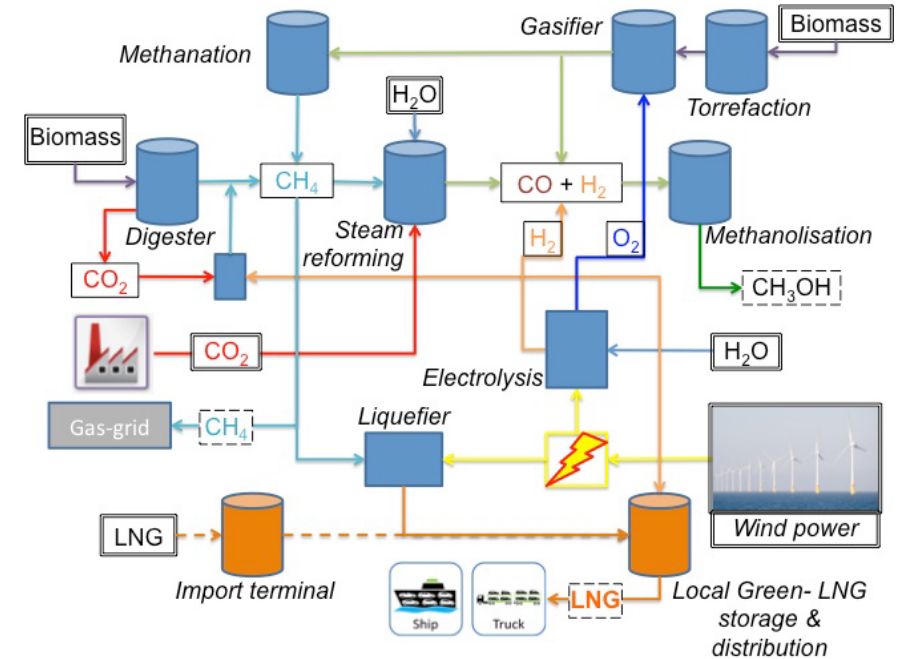 Gasifier
Biomass
Methanation
H₂O
Torrefaction
Biomass
CH₄
CO + H₂
Digester
Steam
reforming
H₂
O₂
Methanolisation
CO₂
CH₃OH
CO₂
H₂O
Electrolysis
Gas-grid
CH₄
Liquefier
Wind power
LNG
Import terminal
Ship
Truck
LNG
Local Green- LNG
storage &
distribution